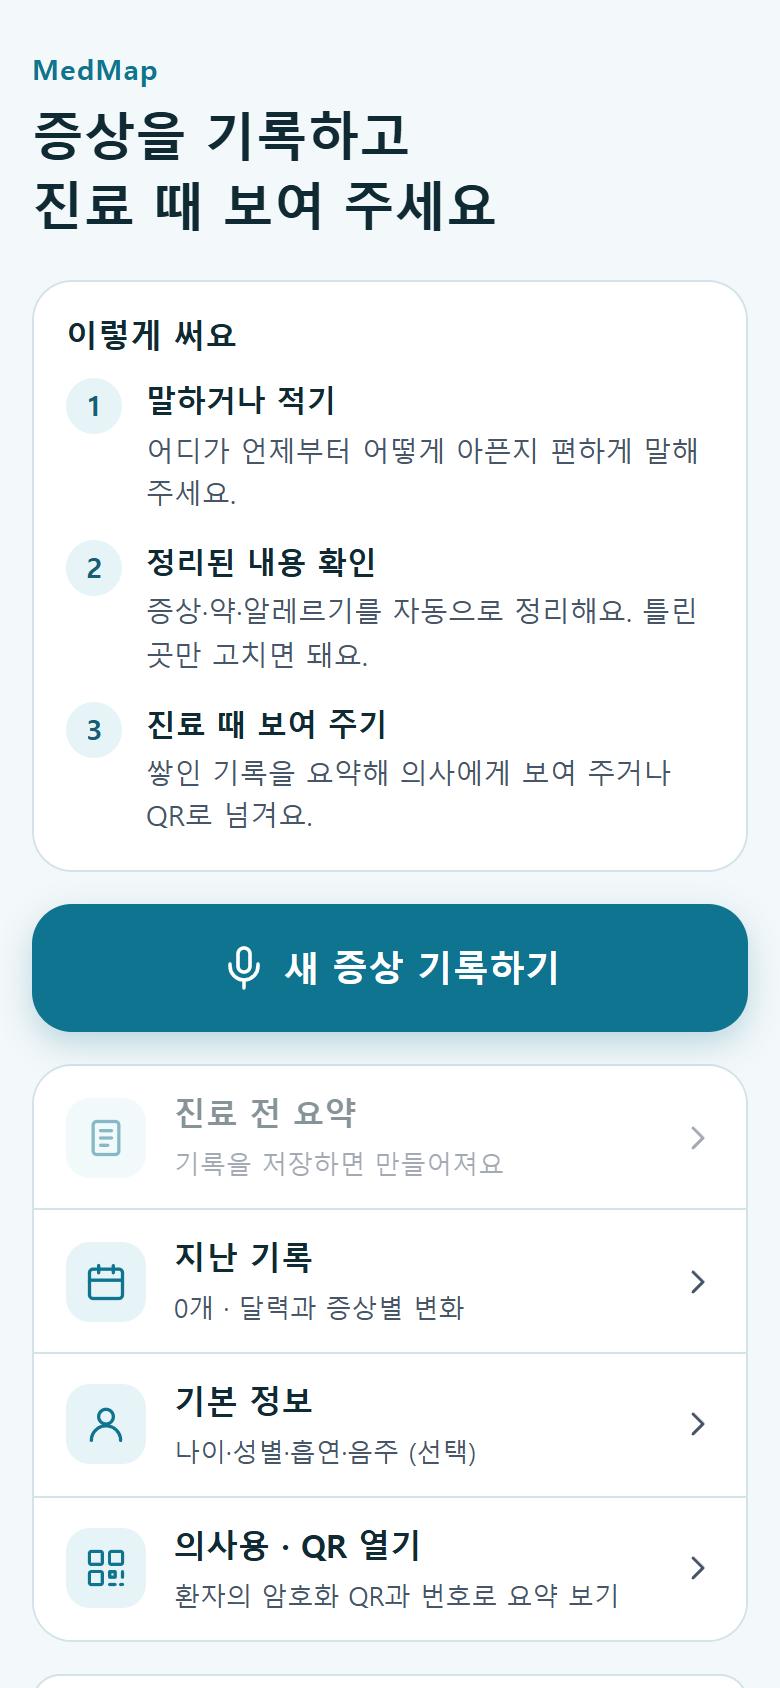 MedMap
증상을 기록하고
진료 때 보여 주세요
이렇게 써요
1
말하거나 적기
어디가 언제부터 어떻게 아픈지 편하게 말해
주세요.
2
정리된 내용 확인
증상·약·알레르기를 자동으로 정리해요. 틀린
곳만 고치면 돼요.
3
진료 때 보여 주기
쌓인 기록을 요약해 의사에게 보여 주거나
QR로 넘겨요.
새 증상 기록하기
진료 전 요약
기록을 저장하면 만들어져요
지난 기록
0개 · 달력과 증상별 변화
기본 정보
나이·성별·흡연·음주 (선택)
의사용 · QR 열기
환자의 암호화 QR과 번호로 요약 보기